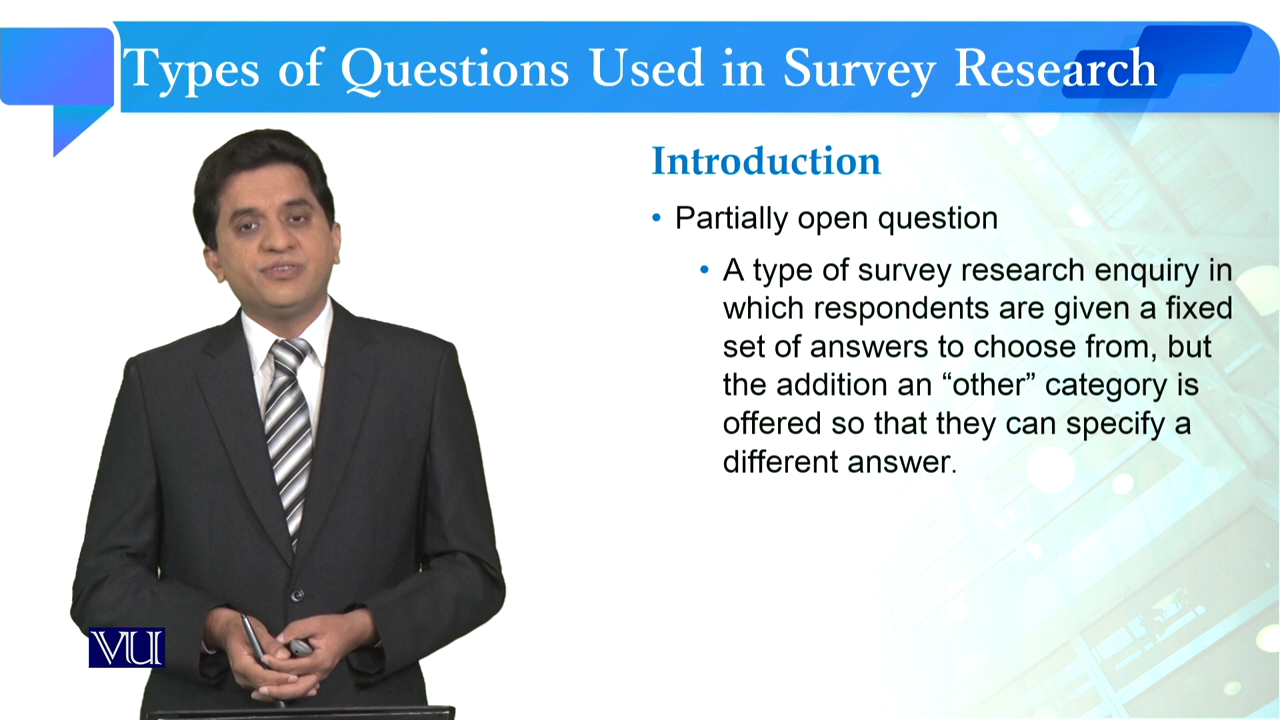 Types of Questions Used in Survey Research
Introduction
• Partially open question
• A type of survey research enquiry in
which respondents are given a fixed
set of answers to choose from, but
the addition an “other” category is
offered so that they can specify a
different answer.
VU